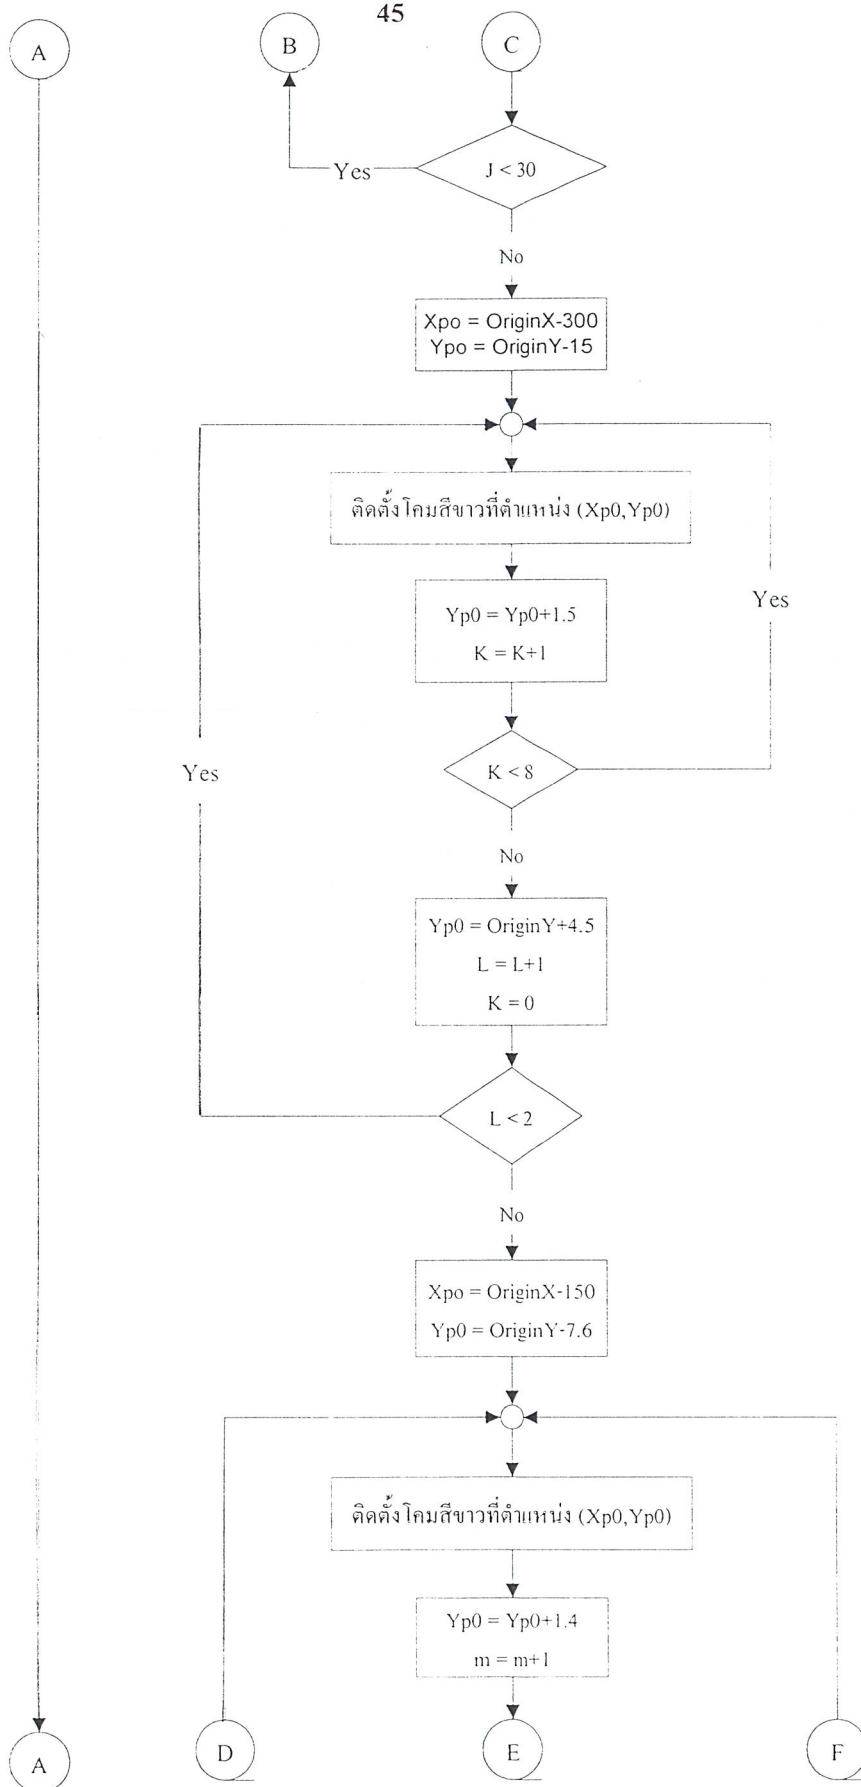 45
A
B
C
J < 30
Yes
No
Xpo = OriginX-300
Ypo = OriginY-15
ติดตั้งโคมสีขาวที่ตำแหน่ง (Xp0,Yp0)
Yp0 = Yp0+1.5
K = K+1
Yes
K < 8
Yes
No
Yp0 = OriginY+4.5
L = L+1
K = 0
L < 2
No
Xpo = OriginX-150
Yp0 = OriginY-7.6
ติดตั้งโคมสีขาวที่ตำแหน่ง (Xp0,Yp0)
Yp0 = Yp0+1.4
m = m+1
A
D
E
F